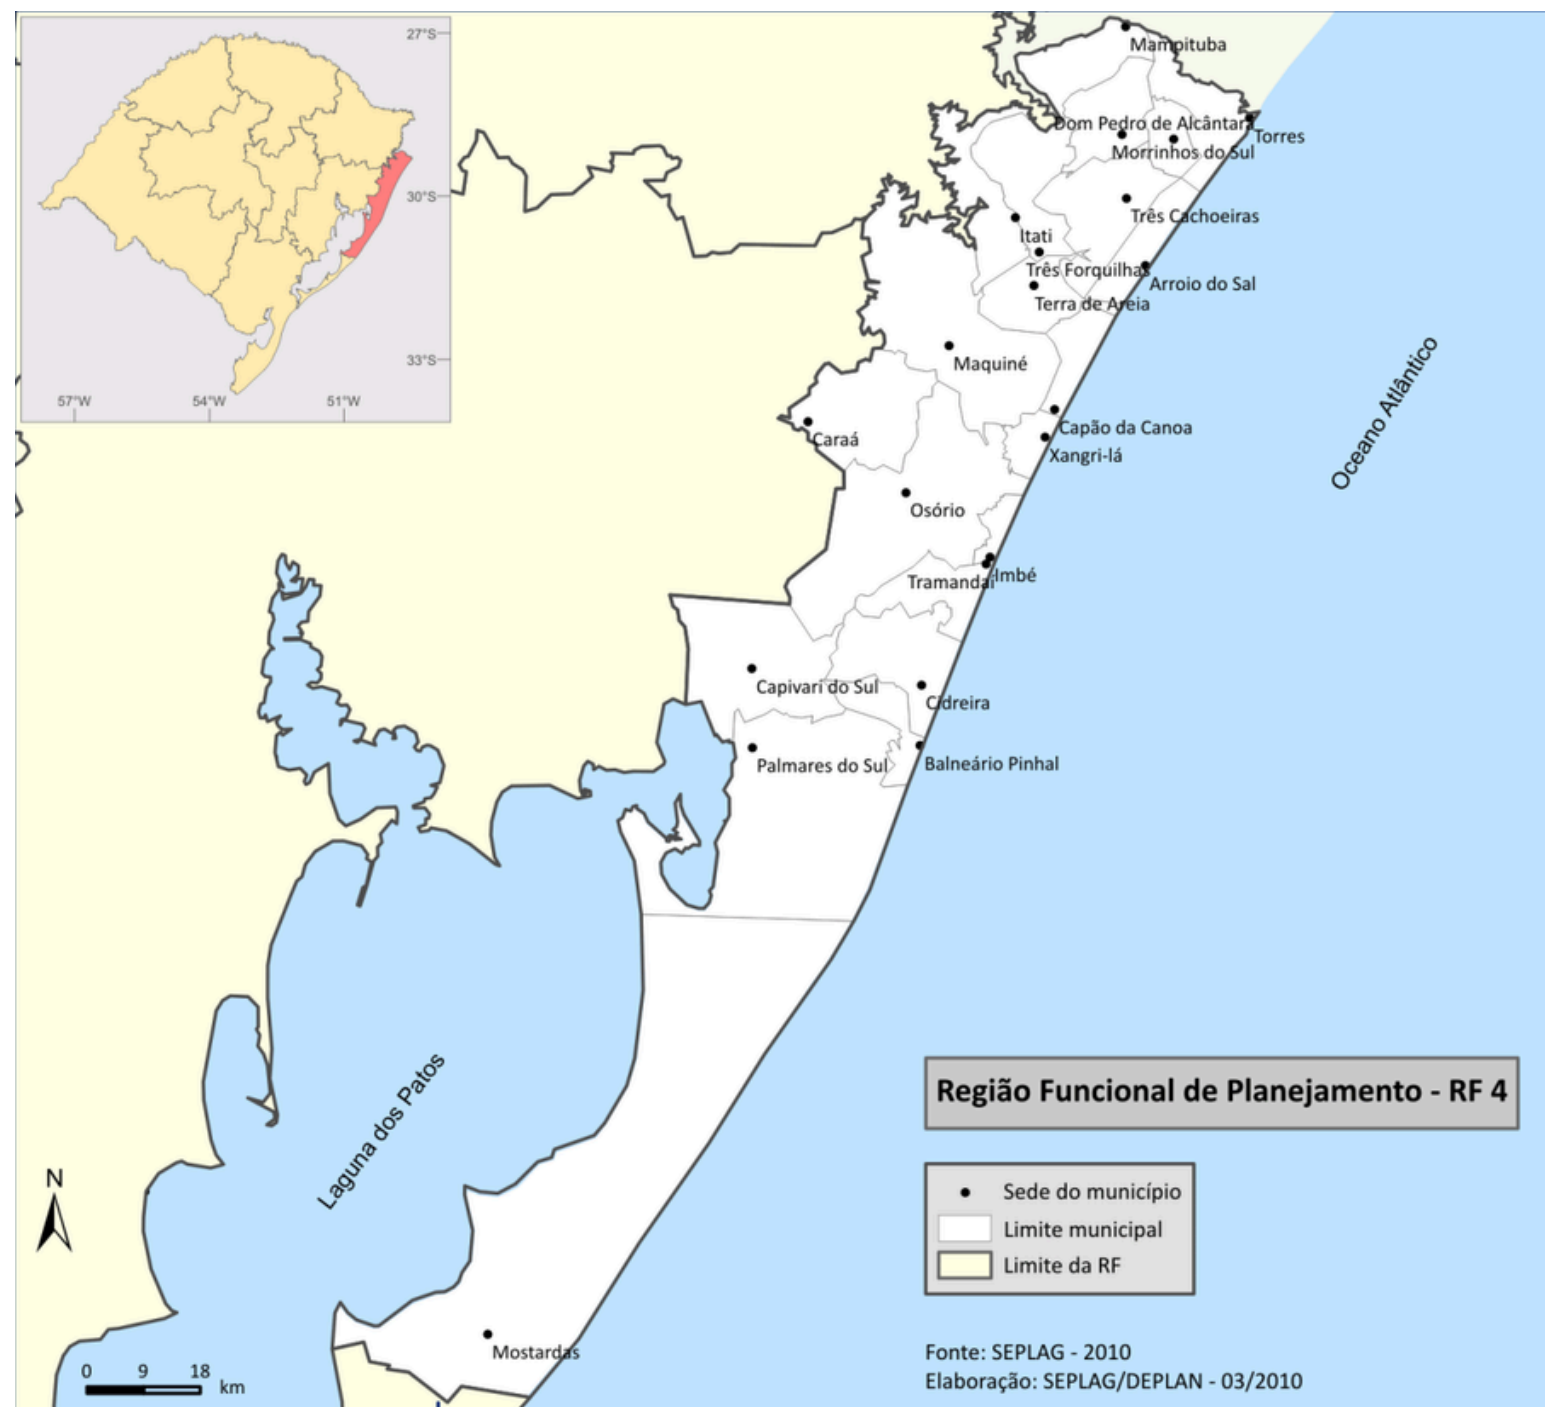 27°S
30°S
33°S
57°W
54°W
51°W
Mampituba
Dom Pedro de Alcântara
Torres
Morrinhos do Sul
Três Cachoeiras
Itati
Três Forquilhas
Arroio do Sal
Terra de Areia
Maquiné
Capão da Canoa
Caraá
Xangri-lá
Oceano Atlântico
Osório
Imbé
Tramandaí
Capivari do Sul
Cidreira
Palmares do Sul
Balneário Pinhal
Laguna dos Patos
Mostardas
N
0 9 18
km
Região Funcional de Planejamento - RF 4
Sede do município
Limite municipal
Limite da RF
Fonte: SEPLAG - 2010
Elaboração: SEPLAG/DEPLAN - 03/2010